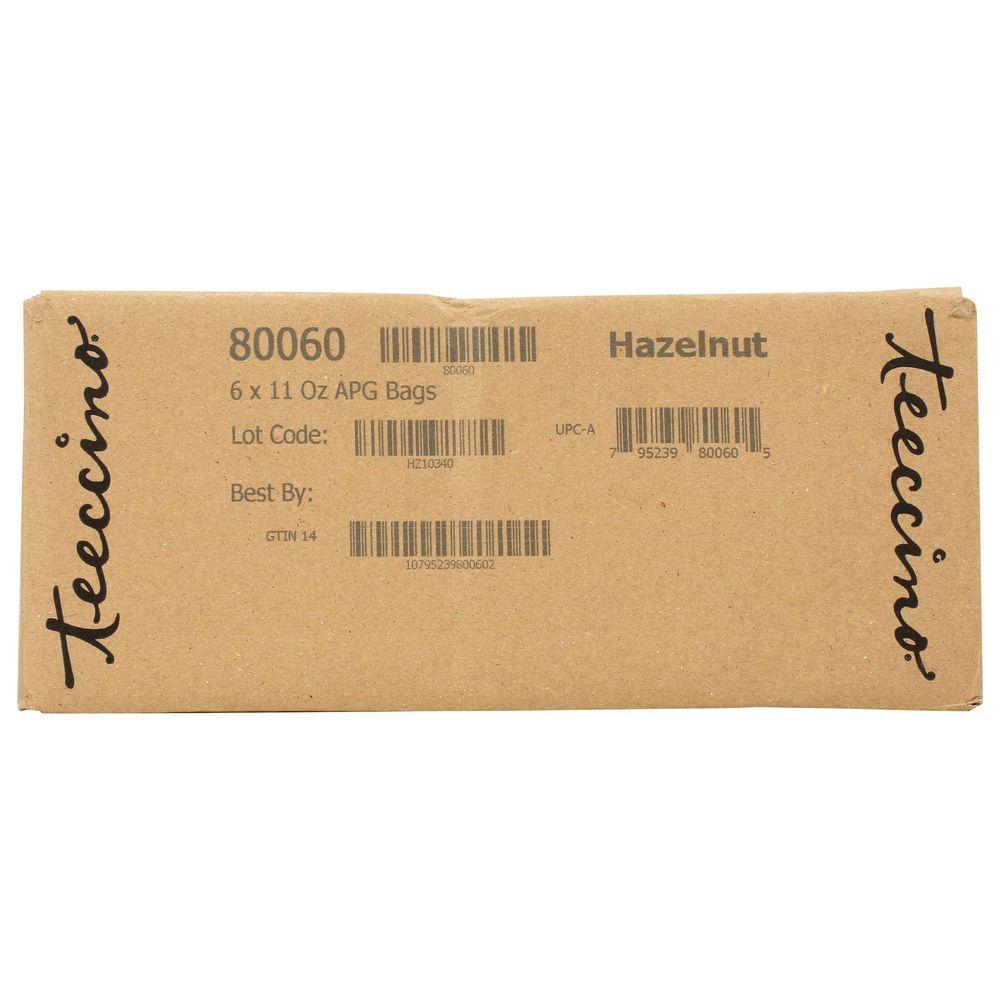 teeccino
80060
80060
Hazelnut
6 x 11 Oz APG Bags
Lot Code:
HZ10340
UPC-A
7 95239 80060 5
Best By:
GTIN 14
10795239800602
teeccino